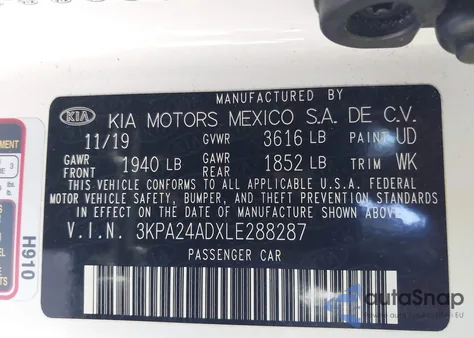 MANUFACTURED BY
KIA KIA MOTORS MEXICO S.A. DE C.V.
11/19 GVWR 3616 LB PAINT UD
GAWR FRONT 1940 LB GAWR REAR 1852 LB TRIM WK
THIS VEHICLE CONFORMS TO ALL APPLICABLE U.S.A. FEDERAL
MOTOR VEHICLE SAFETY, BUMPER, AND THEFT PREVENTION STANDARDS
IN EFFECT ON THE DATE OF MANUFACTURE SHOWN ABOVE.
V.I.N. 3KPA24ADXLE288287
PASSENGER CAR
H910
autoSnap